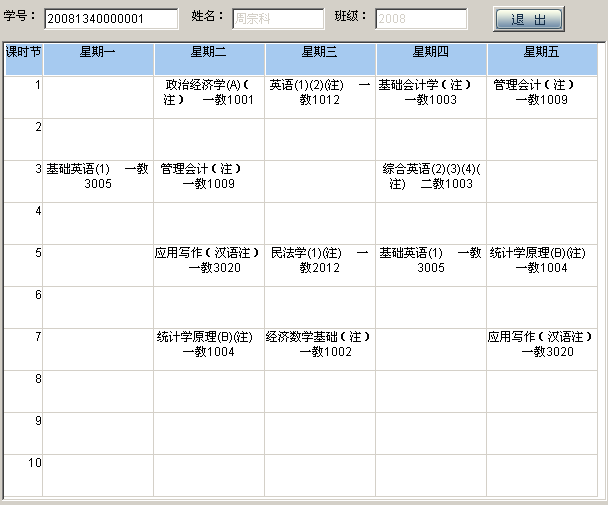 学号： 20081340000001 姓名： 周宗科 班级： 2008 退 出
课时节 星期一 星期二 星期三 星期四 星期五
1 政治经济学(A)( 英语(1)(2)(注) 一 基础会计学（注） 管理会计（注）
注） 一教1001 教1012 一教1003 一教1009
2
3 基础英语(1) 一教 管理会计（注） 综合英语(2)(3)(4)(
3005 一教1009 注) 二教1003
4
5 应用写作（汉语注） 民法学(1)(注) 一 基础英语(1) 一教 统计学原理(B)(注)
一教3020 教2012 3005 一教1004
6
7 统计学原理(B)(注) 经济数学基础（注） 应用写作（汉语注）
一教1004 一教1002 一教3020
8
9
10